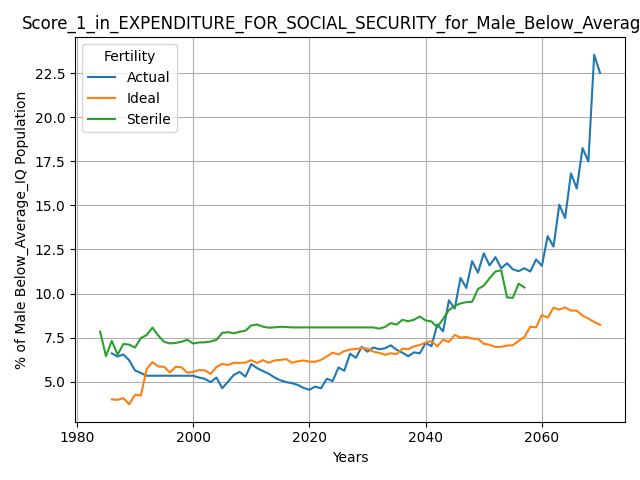 Score_1_in_EXPENDITURE_FOR_SOCIAL_SECURITY_for_Male_Below_Averag
Fertility
Actual
Ideal
Sterile
% of Male Below_Average_IQ Population
22.5
20.0
17.5
15.0
12.5
10.0
7.5
5.0
1980 2000 2020 2040 2060
Years